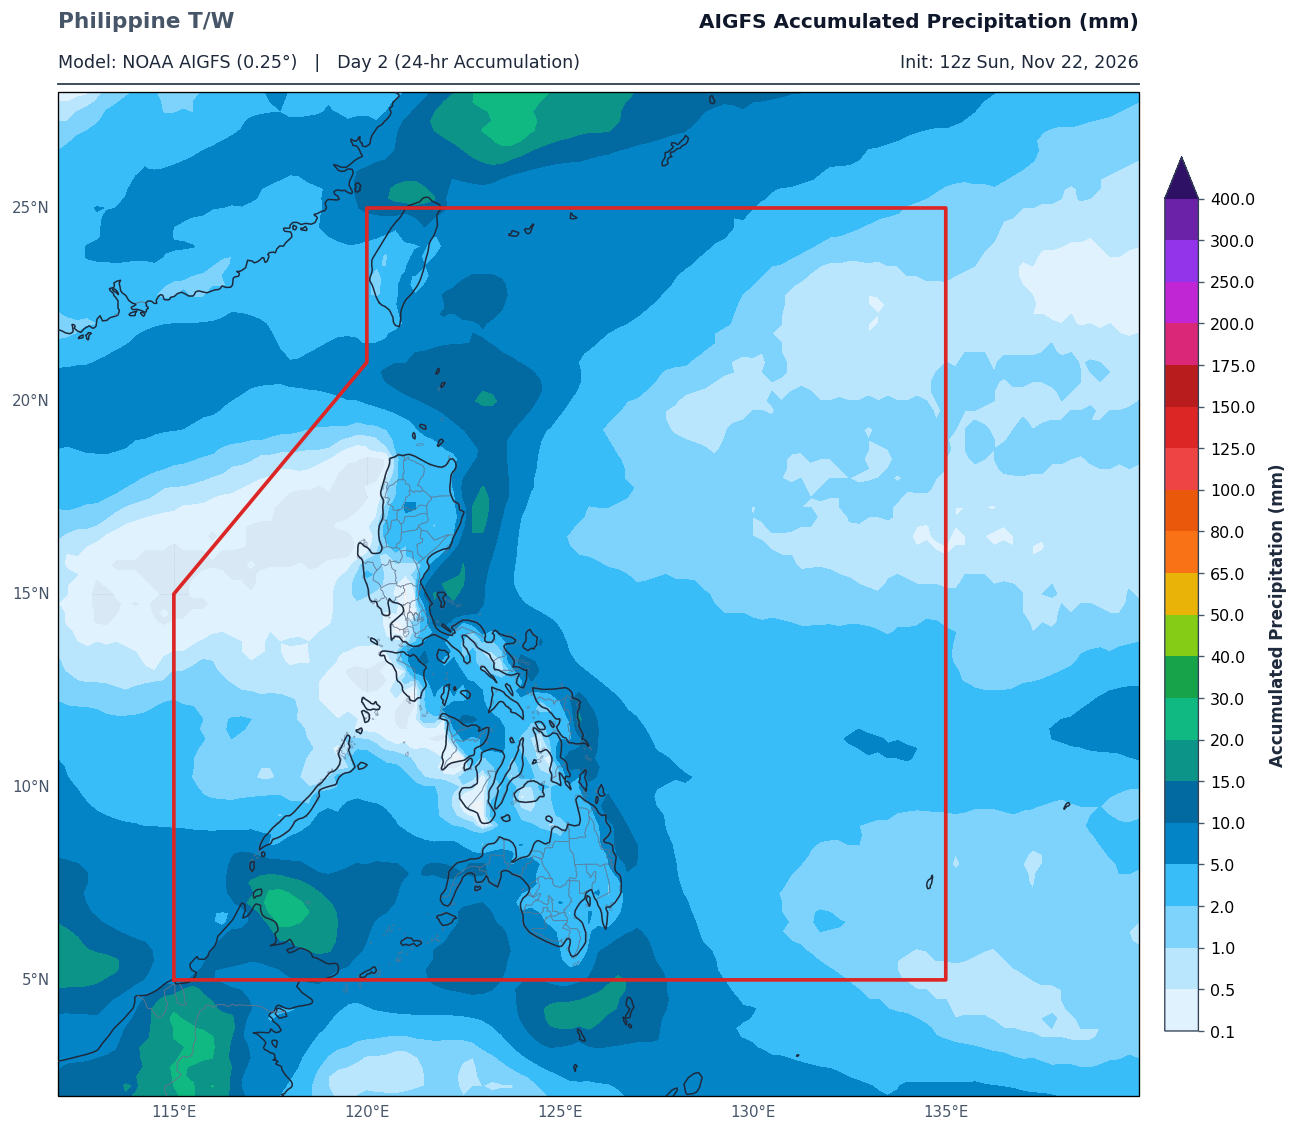 Philippine T/W
AIGFS Accumulated Precipitation (mm)
Model: NOAA AIGFS (0.25°)   |   Day 2 (24-hr Accumulation)
Init: 12z Sun, Nov 22, 2026
25°N
20°N
15°N
10°N
5°N
115°E
120°E
125°E
130°E
135°E
400.0
300.0
250.0
200.0
175.0
150.0
125.0
100.0
80.0
65.0
50.0
40.0
30.0
20.0
15.0
10.0
5.0
2.0
1.0
0.5
0.1
Accumulated Precipitation (mm)